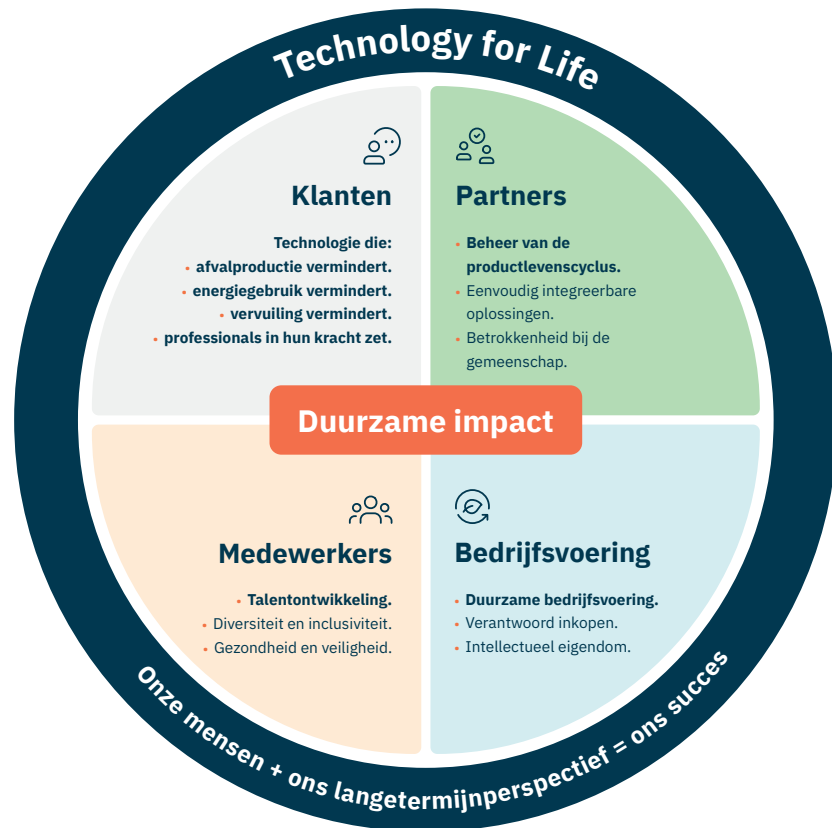 Technology for Life
Klanten
Technologie die:
• afvalproductie vermindert.
• energiegebruik vermindert.
• vervuiling vermindert.
• professionals in hun kracht zet.
Partners
• Beheer van de
productlevenscyclus.
• Eenvoudig integreerbare
oplossingen.
• Betrokkenheid bij de
gemeenschap.
Duurzame impact
Medewerkers
• Talentontwikkeling.
• Diversiteit en inclusiviteit.
• Gezondheid en veiligheid.
Bedrijfsvoering
• Duurzame bedrijfsvoering.
• Verantwoord inkopen.
• Intellectueel eigendom.
Onze mensen + ons langetermijnperspectief = ons succes